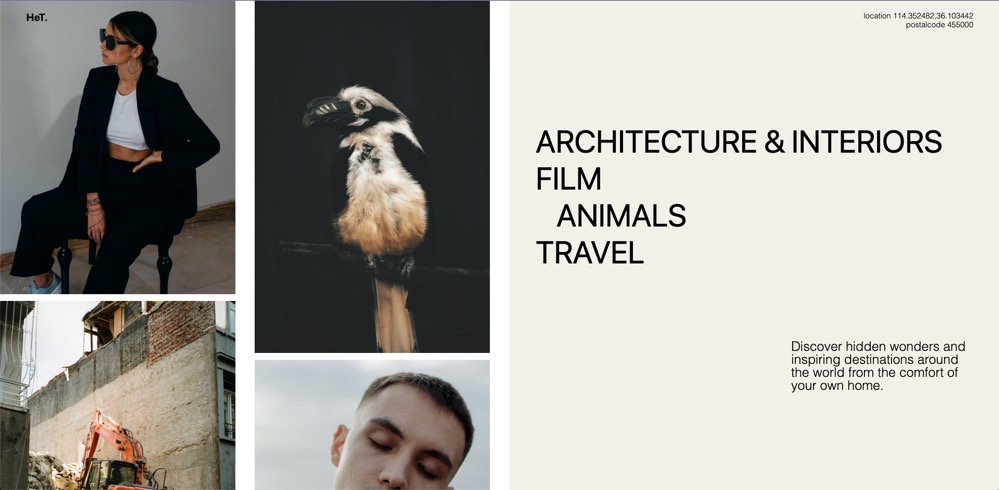 HeT.
location 114.352482,36.103442
postalcode 455000
ARCHITECTURE & INTERIORS
FILM
ANIMALS
TRAVEL
Discover hidden wonders and
inspiring destinations around
the world from the comfort of
your own home.